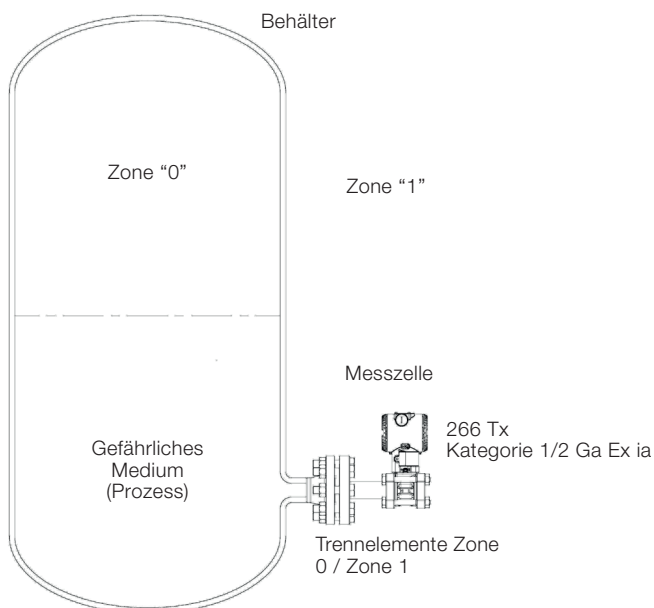 Behälter
Zone “0”
Zone “1”
Messzelle
266 Tx
Kategorie 1/2 Ga Ex ia
Gefährliches
Medium
(Prozess)
Trennelemente Zone
0 / Zone 1